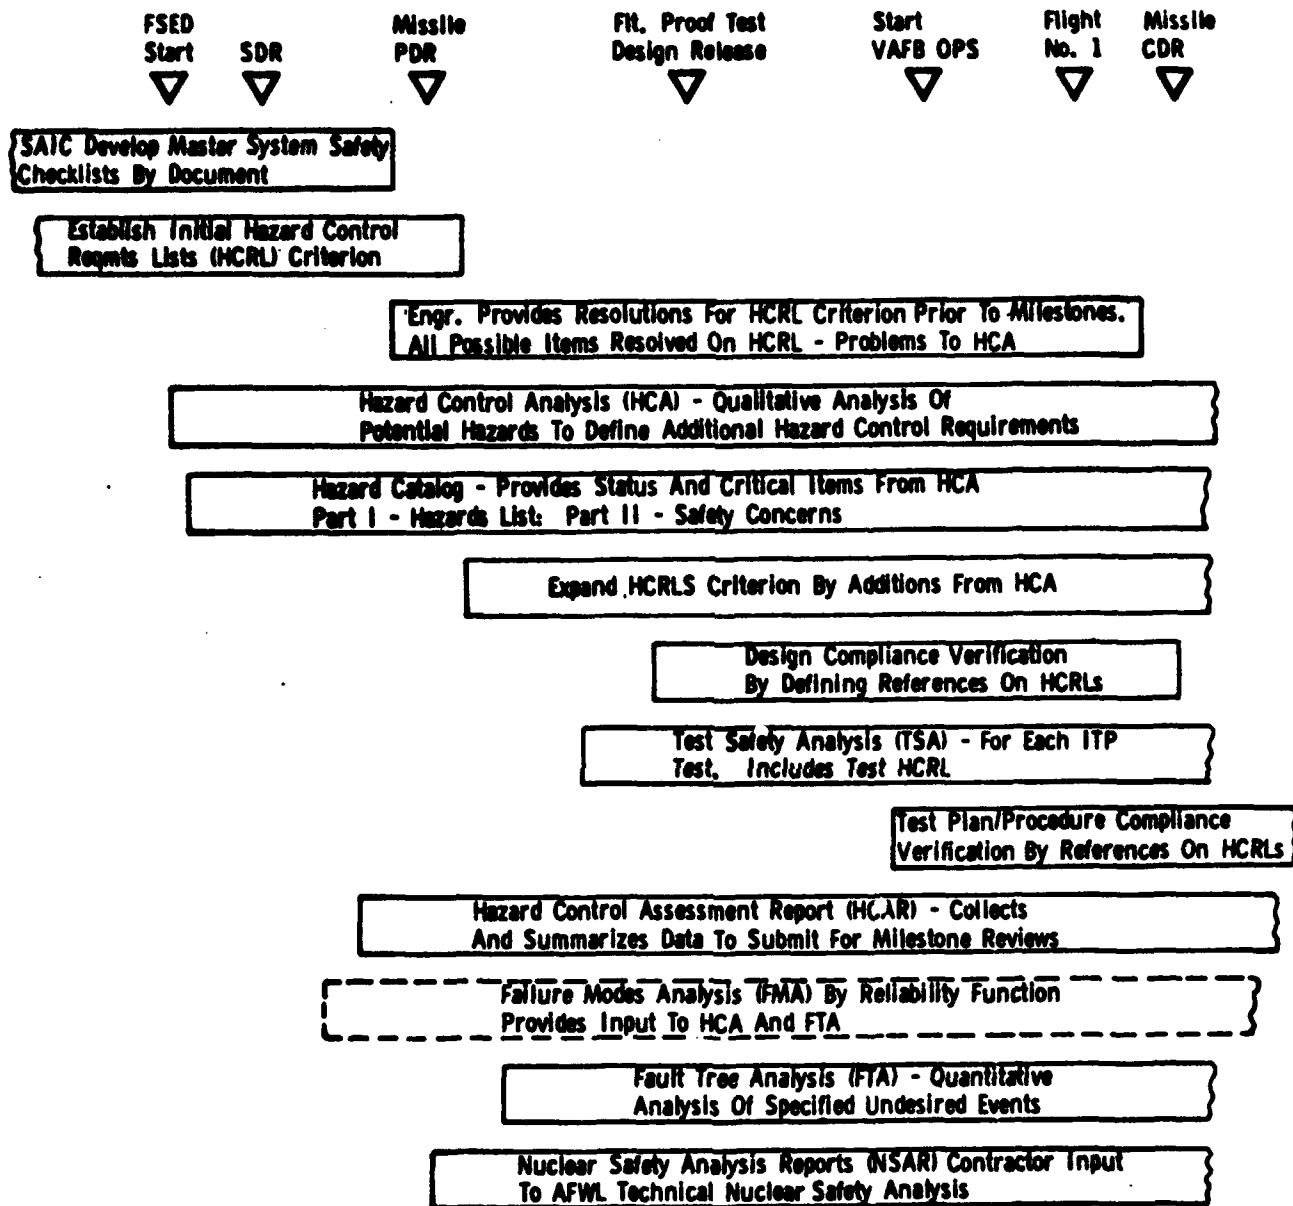 FSED Start
SDR
Missile PDR
Flt. Proof Test Design Release
Start VAFB OPS
Flight No. 1
Missile CDR
SAIC Develop Master System Safety
Checklists By Document
Establish Initial Hazard Control
Reqmts Lists (HCRL) Criterion
Engr. Provides Resolutions For HCRL Criterion Prior To Milestones.
All Possible Items Resolved On HCRL - Problems To HCA
Hazard Control Analysis (HCA) - Qualitative Analysis Of
Potential Hazards To Define Additional Hazard Control Requirements
Hazard Catalog - Provides Status And Critical Items From HCA
Part I - Hazards List: Part II - Safety Concerns
Expand HCRLS Criterion By Additions From HCA
Design Compliance Verification
By Defining References On HCRLs
Test Safety Analysis (TSA) - For Each ITP
Test. Includes Test HCRL
Test Plan/Procedure Compliance
Verification By References On HCRLs
Hazard Control Assessment Report (HCAR) - Collects
And Summarizes Data To Submit For Milestone Reviews
Failure Modes Analysis (FMA) By Reliability Function
Provides Input To HCA And FTA
Fault Tree Analysis (FTA) - Quantitative
Analysis Of Specified Undesired Events
Nuclear Safety Analysis Reports (NSAR) Contractor Input
To AFWL Technical Nuclear Safety Analysis